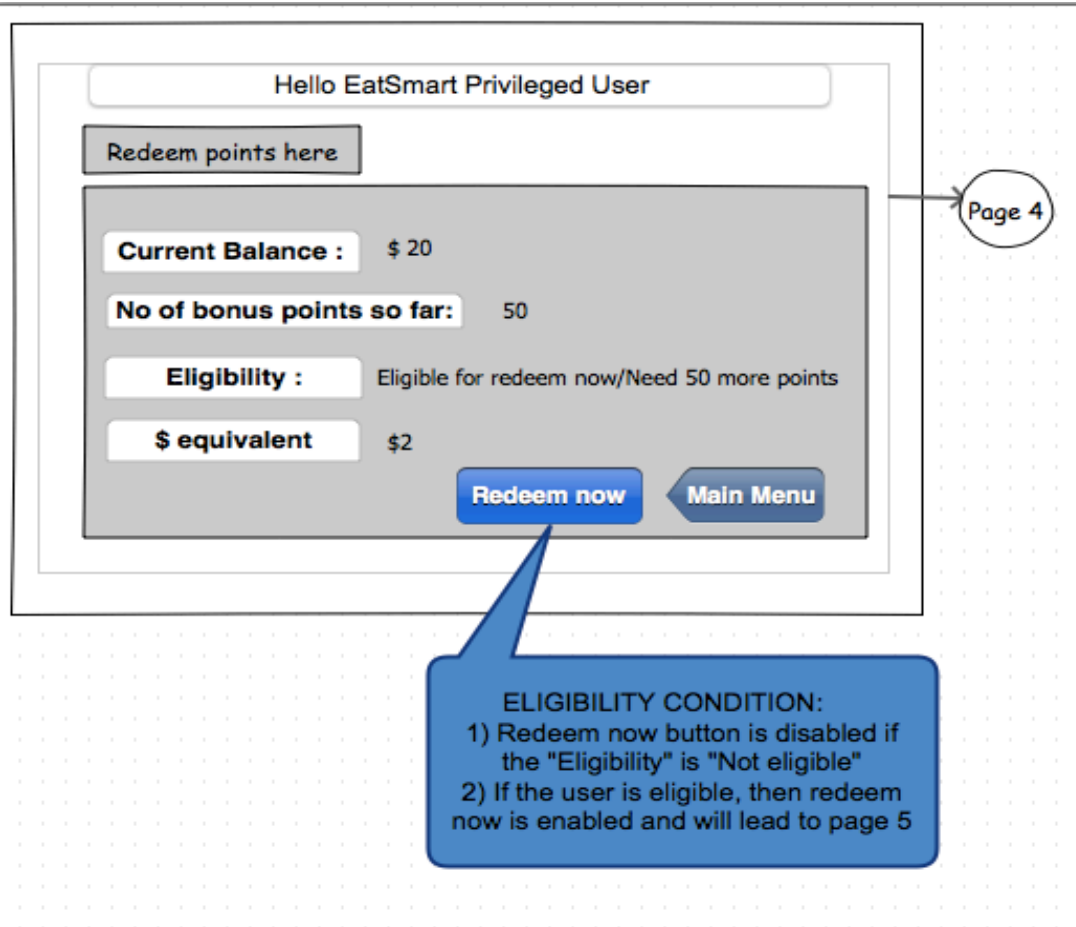 Hello EatSmart Privileged User
Redeem points here
Page 4
Current Balance : $ 20
No of bonus points so far: 50
Eligibility : Eligible for redeem now/Need 50 more points
$ equivalent $2
Redeem now Main Menu
ELIGIBILITY CONDITION:
1) Redeem now button is disabled if
the "Eligibility" is "Not eligible"
2) If the user is eligible, then redeem
now is enabled and will lead to page 5